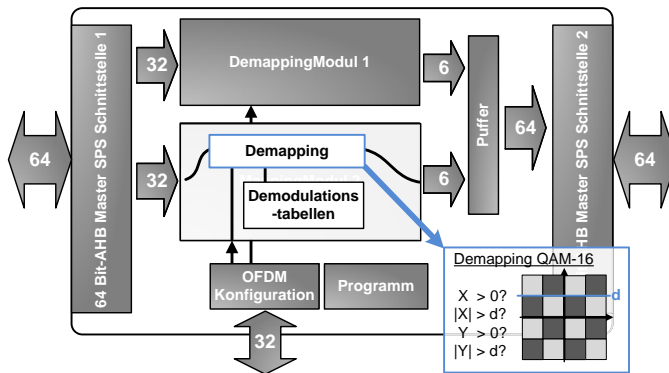 64 Bit-AHB Master SPS Schnittstelle 1
64
32
DemappingModul 1
6
Puffer
64
AHB Master SPS Schnittstelle 2
64
32
Demapping
Demodulations
-tabellen
6
OFDM
Konfiguration
Programm
32
Demapping QAM-16
X > 0?
|X| > d?
Y > 0?
|Y| > d?
d